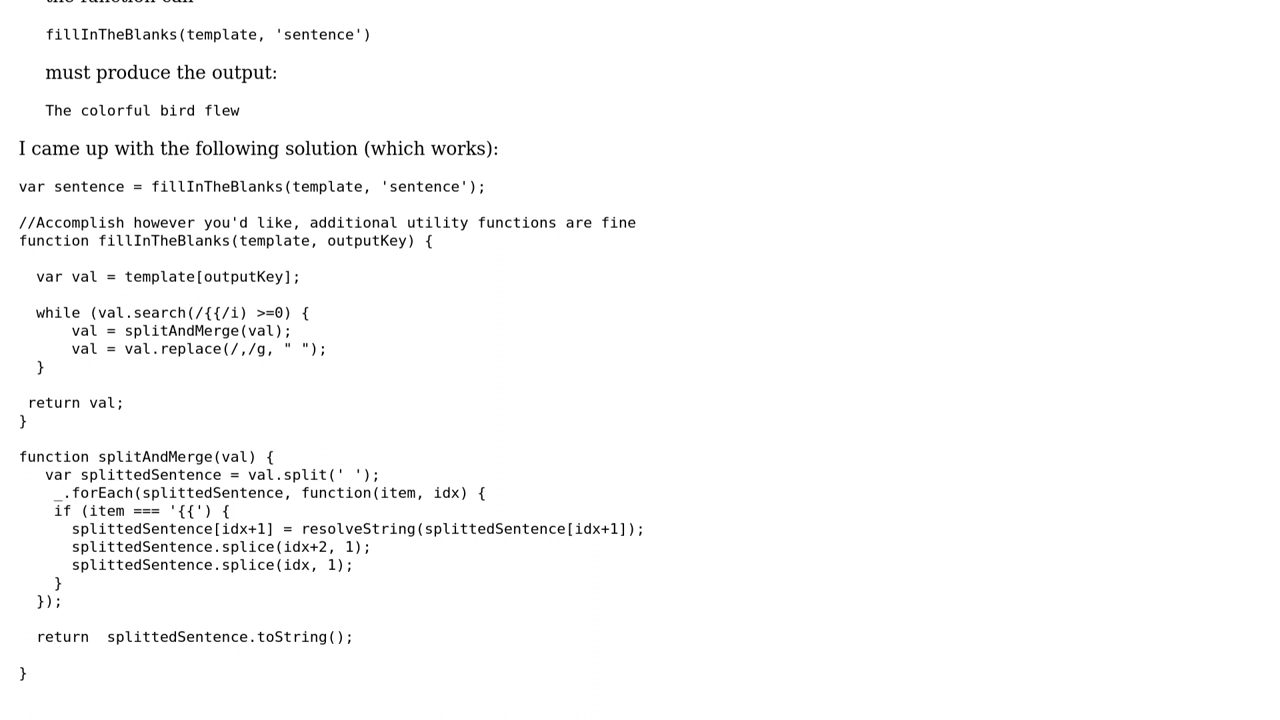 the function call
fillInTheBlanks(template, 'sentence')
must produce the output:
The colorful bird flew
I came up with the following solution (which works):
var sentence = fillInTheBlanks(template, 'sentence');
//Accomplish however you'd like, additional utility functions are fine
function fillInTheBlanks(template, outputKey) {
var val = template[outputKey];
while (val.search(/{{/i) >=0) {
val = splitAndMerge(val);
val = val.replace(/,/g, " ");
}
return val;
}
function splitAndMerge(val) {
var splittedSentence = val.split(' ');
_.forEach(splittedSentence, function(item, idx) {
if (item === '{{') {
splittedSentence[idx+1] = resolveString(splittedSentence[idx+1]);
splittedSentence.splice(idx+2, 1);
splittedSentence.splice(idx, 1);
}
});
return  splittedSentence.toString();
}